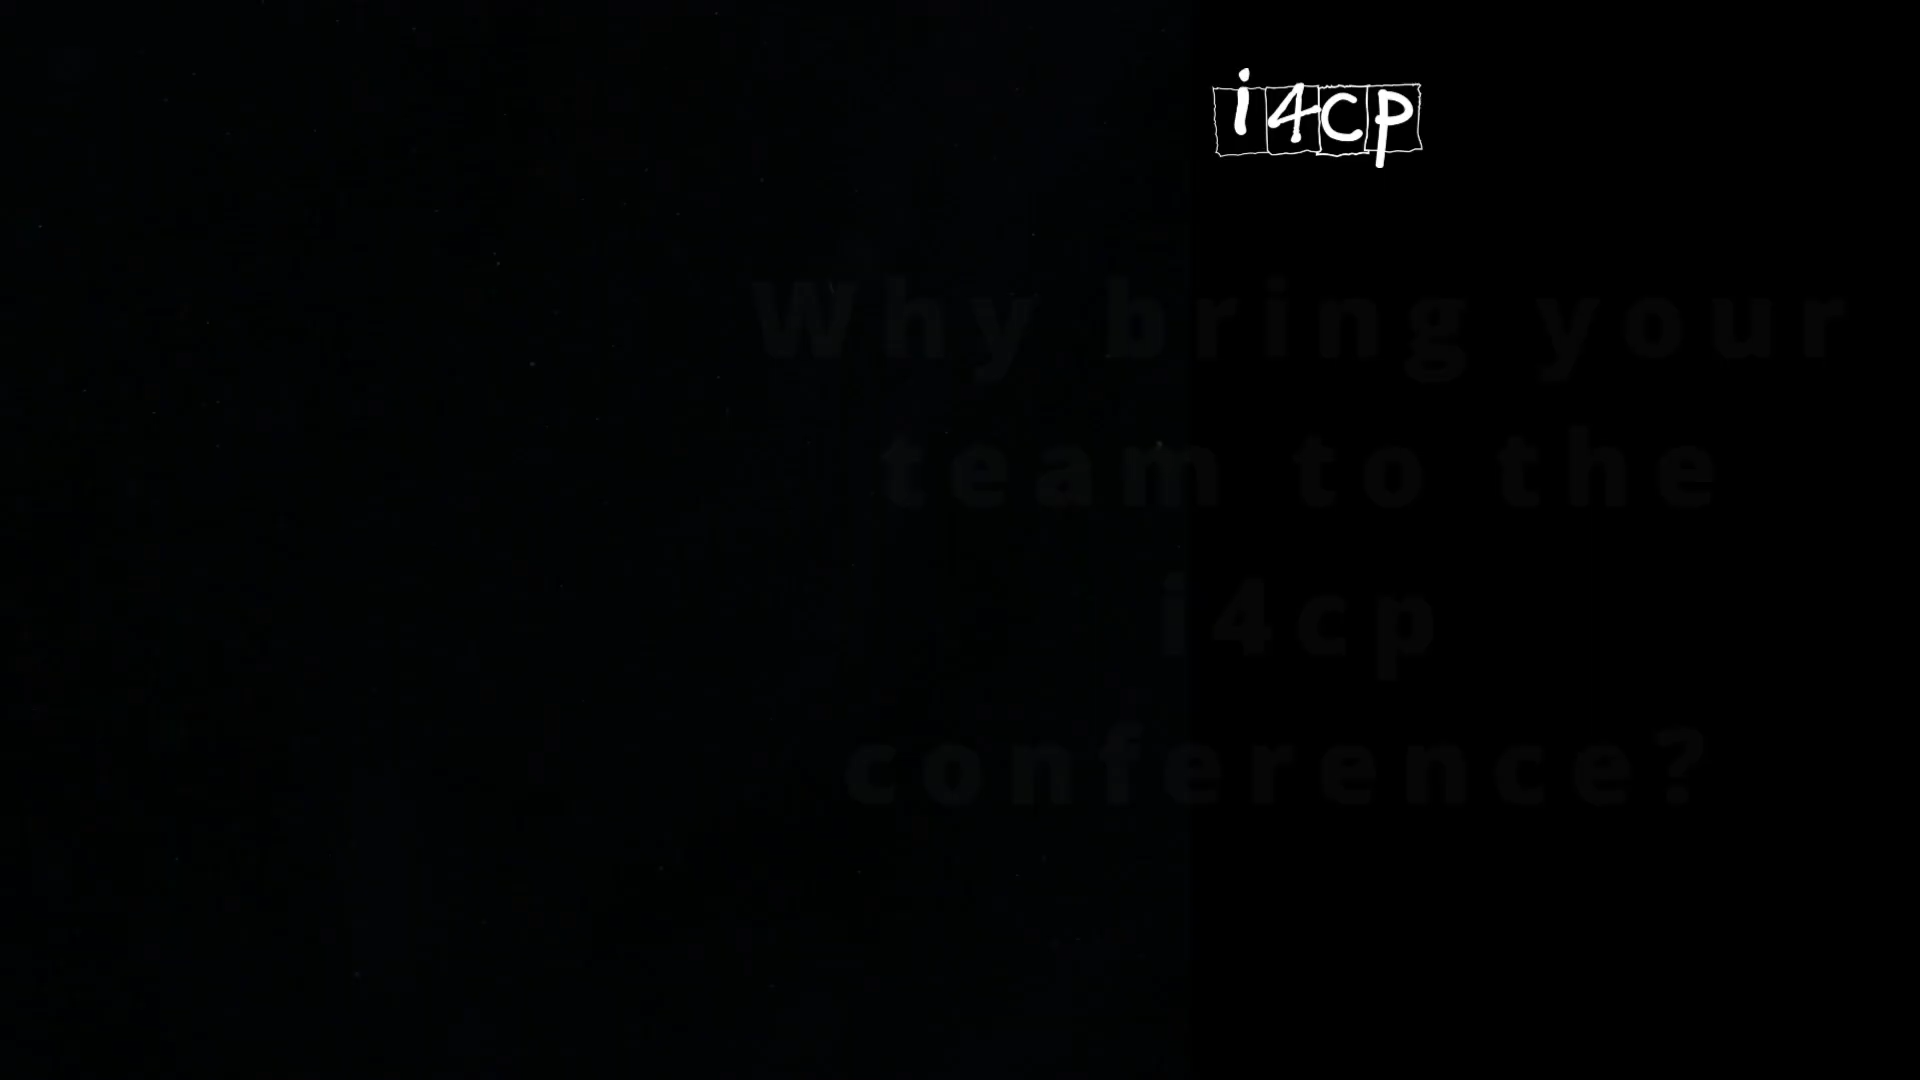 i4cp
Why bring your
team to the
i4cp
conference?